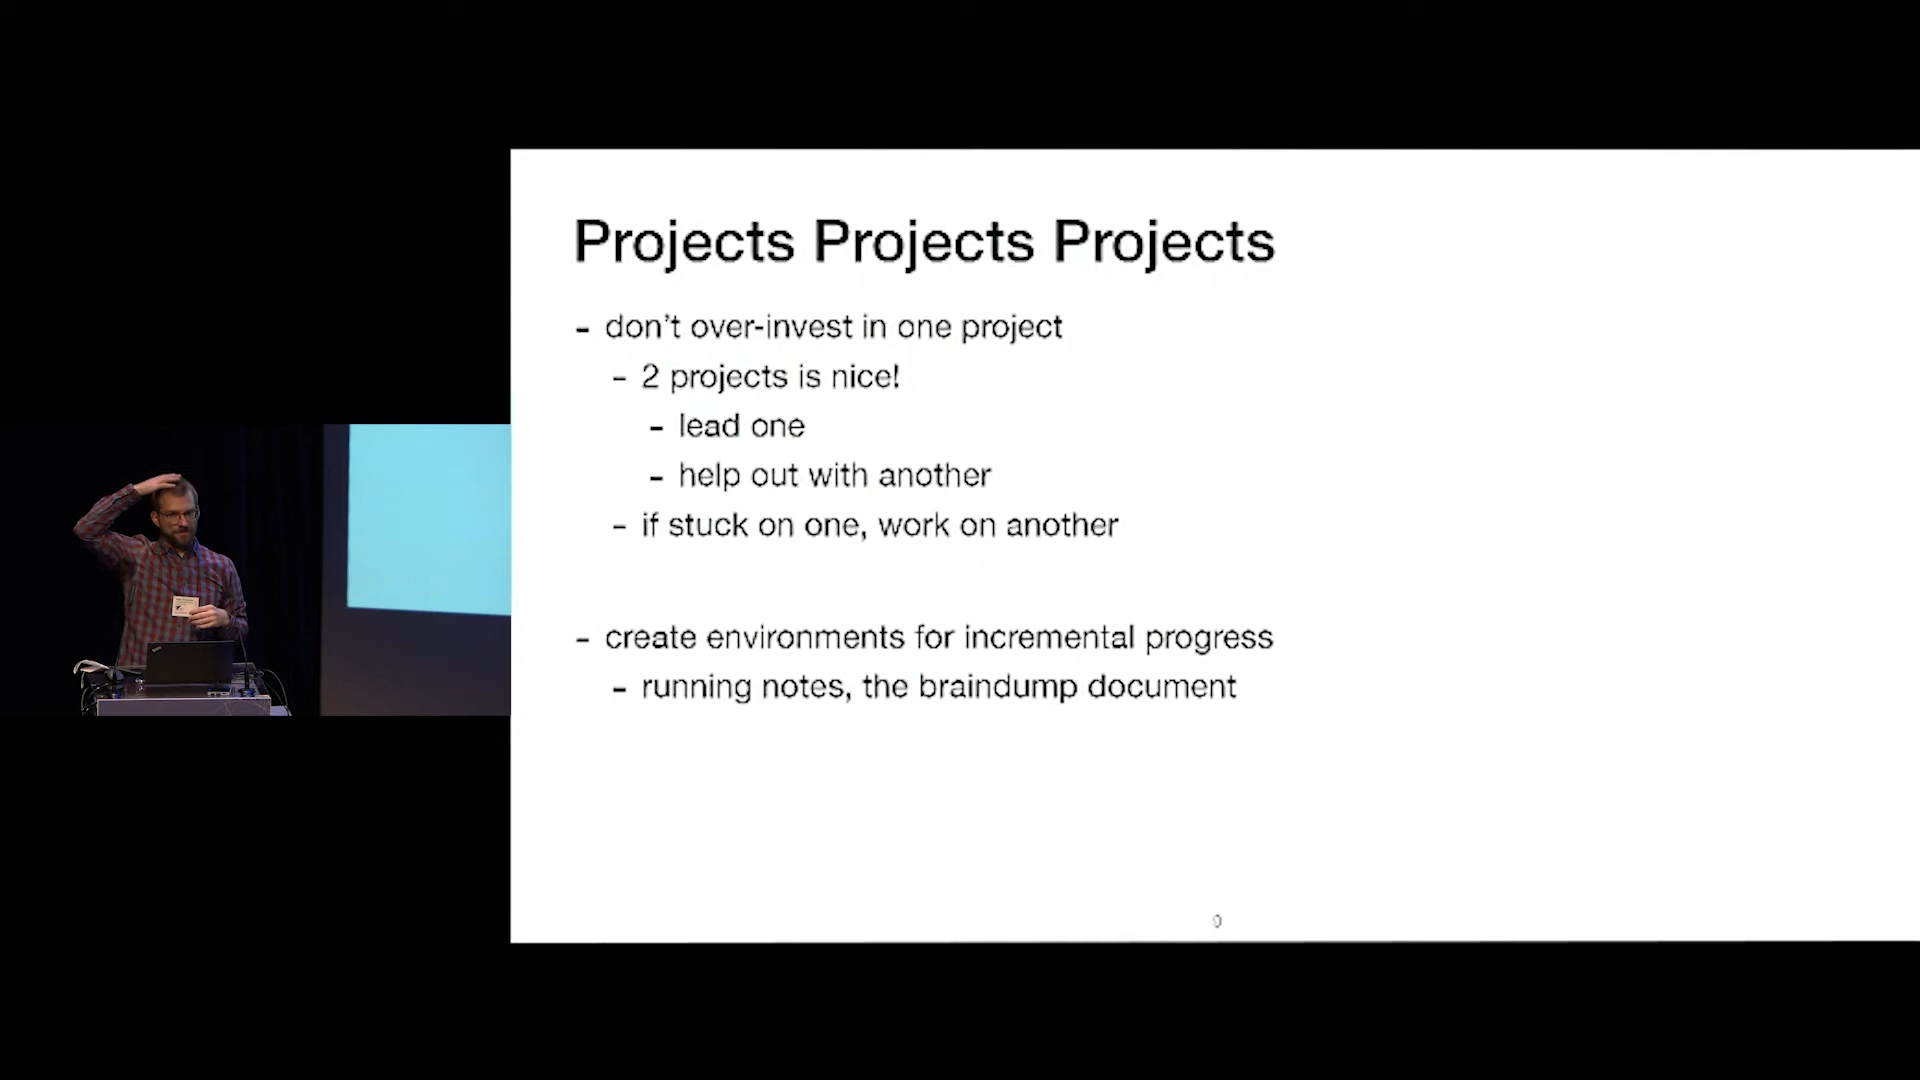 Projects Projects Projects
- don't over-invest in one project
- 2 projects is nice!
- lead one
- help out with another
- if stuck on one, work on another
- create environments for incremental progress
- running notes, the braindump document